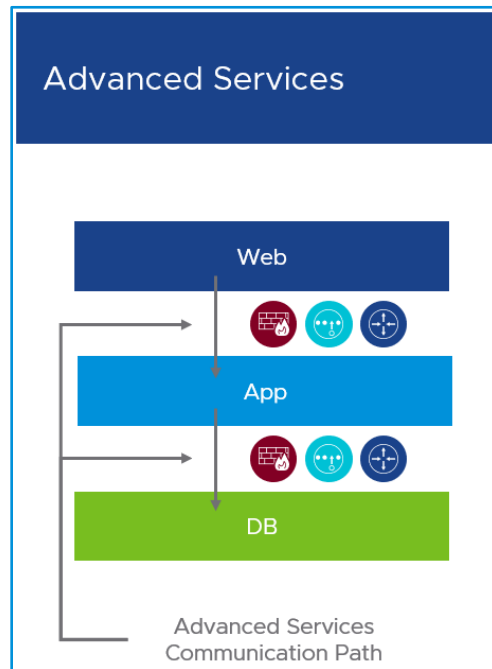 Advanced Services
Web
App
DB
Advanced Services
Communication Path